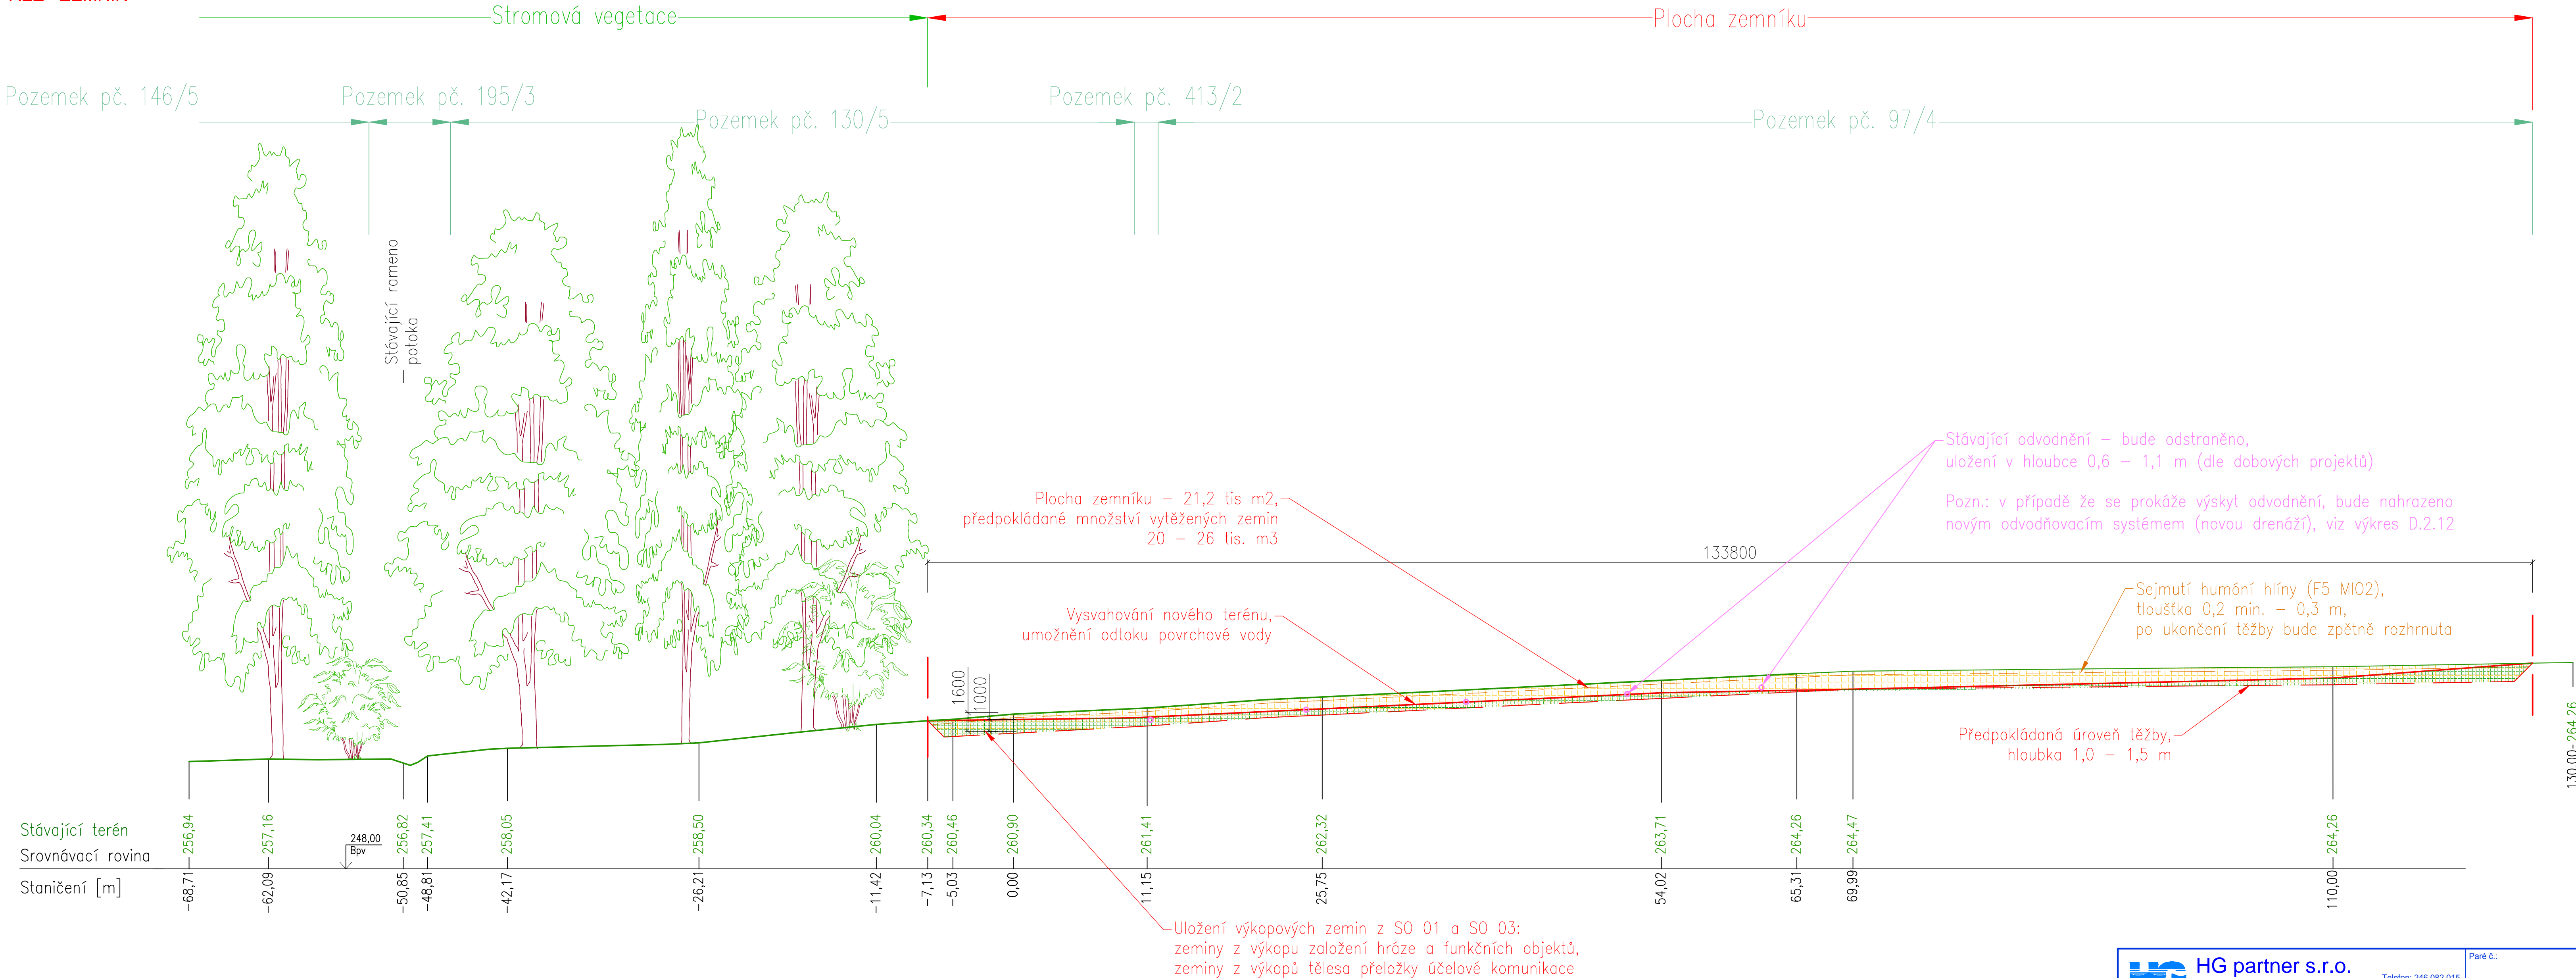 Stromová vegetace
Plocha zemníku
Pozemek pč. 146/5
Pozemek pč. 195/3
Pozemek pč. 130/5
Pozemek pč. 413/2
Pozemek pč. 97/4
Stávající rameno
potoka
Stávající odvodnění – bude odstraněno,
uložení v hloubce 0,6 – 1,1 m (dle dobových projektů)
Pozn.: v případě že se prokáže výskyt odvodnění, bude nahrazeno
novým odvodňovacím systémem (novou drenáží), viz výkres D.2.12
Plocha zemníku – 21,2 tis m2,
předpokládané množství vytěžených zemin
20 – 26 tis. m3
133800
Sejmutí humózní hlíny (F5 MIO2),
tloušťka 0,2 min. – 0,3 m,
po ukončení těžby bude zpětně rozhrnuta
Vysvahování nového terénu,
umožnění odtoku povrchové vody
1600
1000
Předpokládaná úroveň těžby,
hloubka 1,0 – 1,5 m
Stávající terén
256,94
257,16
256,82
257,41
258,05
258,50
260,04
260,34
260,46
260,90
261,41
262,32
263,71
264,26
264,47
264,26
264,26
Srovnávací rovina
248,00
Bpv
Staničení [m]
-68,71
-62,09
-50,85
-48,81
-42,17
-26,21
-11,42
-7,13
-5,03
0,00
11,15
25,75
54,02
65,31
69,99
110,00
130,00
Uložení výkopových zemin z SO 01 a SO 03:
zeminy z výkopu založení hráze a funkčních objektů,
zeminy z výkopů tělesa přeložky účelové komunikace
HG partner s.r.o.
Paré č.: